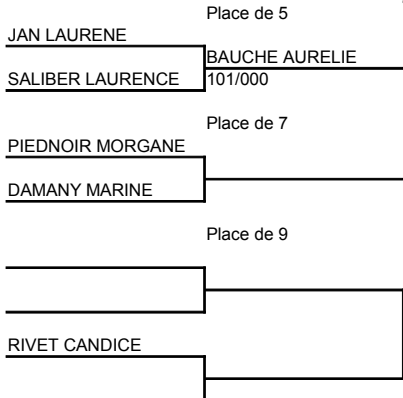 Place de 5
JAN LAURENE
BAUCHE AURELIE
SALIBER LAURENCE
101/000
Place de 7
PIEDNOIR MORGANE
DAMANY MARINE
Place de 9
RIVET CANDICE